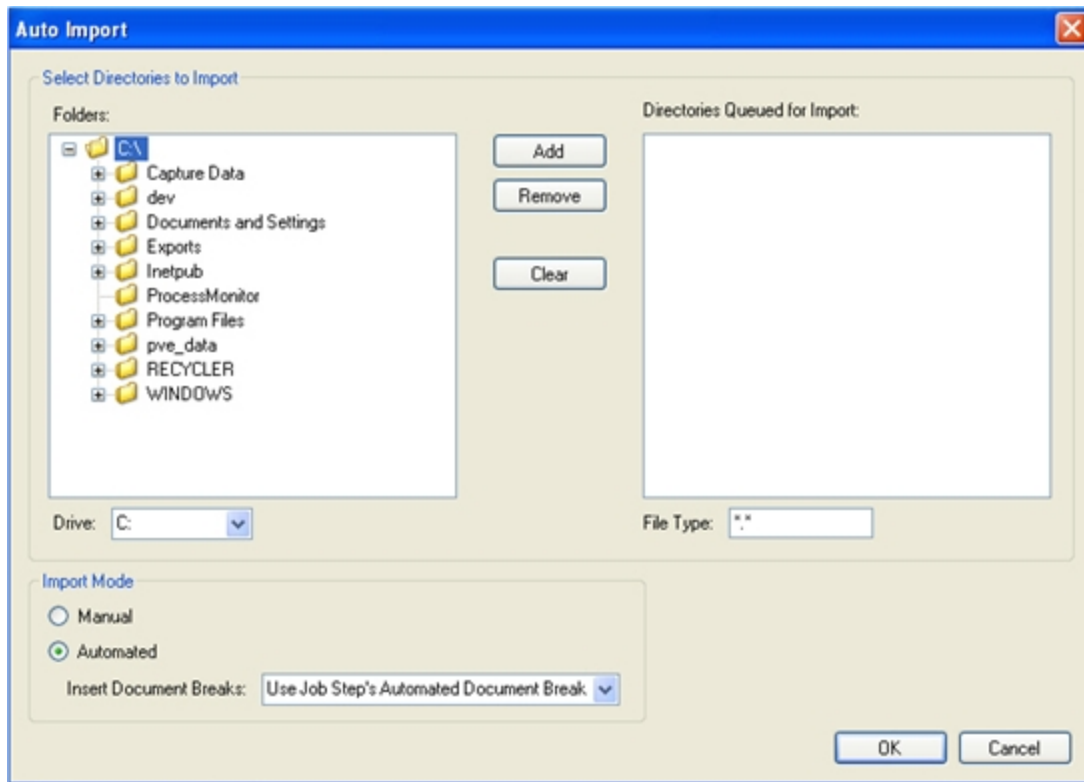 Auto Import
Select Directories to Import
Folders:
C:\
Capture Data
dev
Documents and Settings
Exports
Inetpub
ProcessMonitor
Program Files
pve_data
RECYCLER
WINDOWS
Add
Remove
Clear
Directories Queued for Import:
Drive: C:
File Type: *.*
Import Mode
Manual
Automated
Insert Document Breaks: Use Job Step's Automated Document Break
OK Cancel